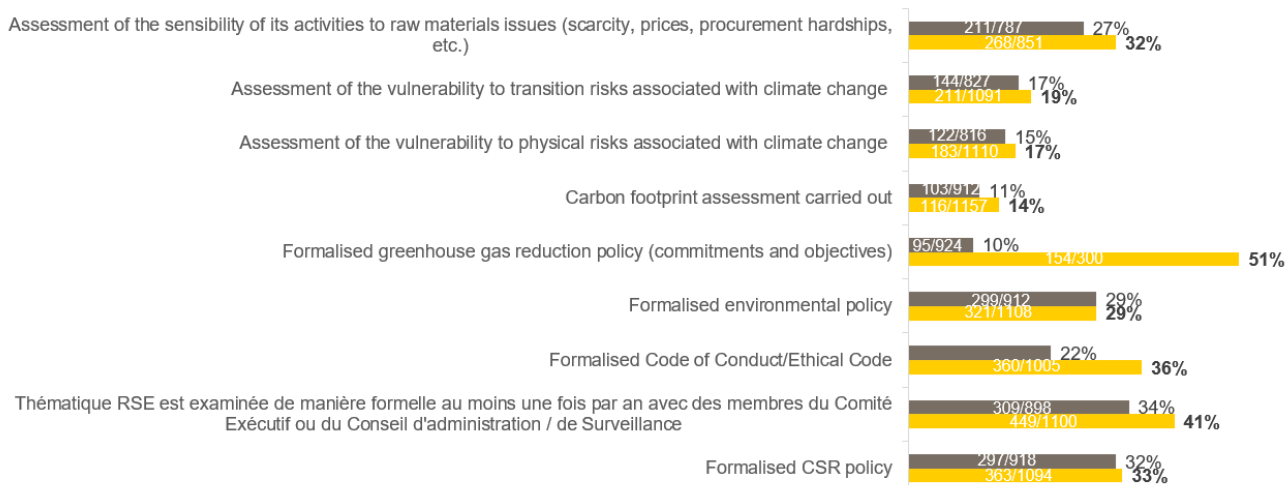 Assessment of the sensibility of its activities to raw materials issues (scarcity, prices, procurement hardships,
etc.)
211/787 27%
268/851 32%
Assessment of the vulnerability to transition risks associated with climate change
144/827 17%
211/1091 19%
Assessment of the vulnerability to physical risks associated with climate change
122/816 15%
183/1110 17%
Carbon footprint assessment carried out
103/912 11%
116/1157 14%
Formalised greenhouse gas reduction policy (commitments and objectives)
95/924 10%
154/300 51%
Formalised environmental policy
299/912 29%
321/1108 29%
Formalised Code of Conduct/Ethical Code
22%
360/1005 36%
Thématique RSE est examinée de manière formelle au moins une fois par an avec des membres du Comité
Exécutif ou du Conseil d'administration / de Surveillance
309/898 34%
449/1100 41%
Formalised CSR policy
297/918 32%
363/1094 33%